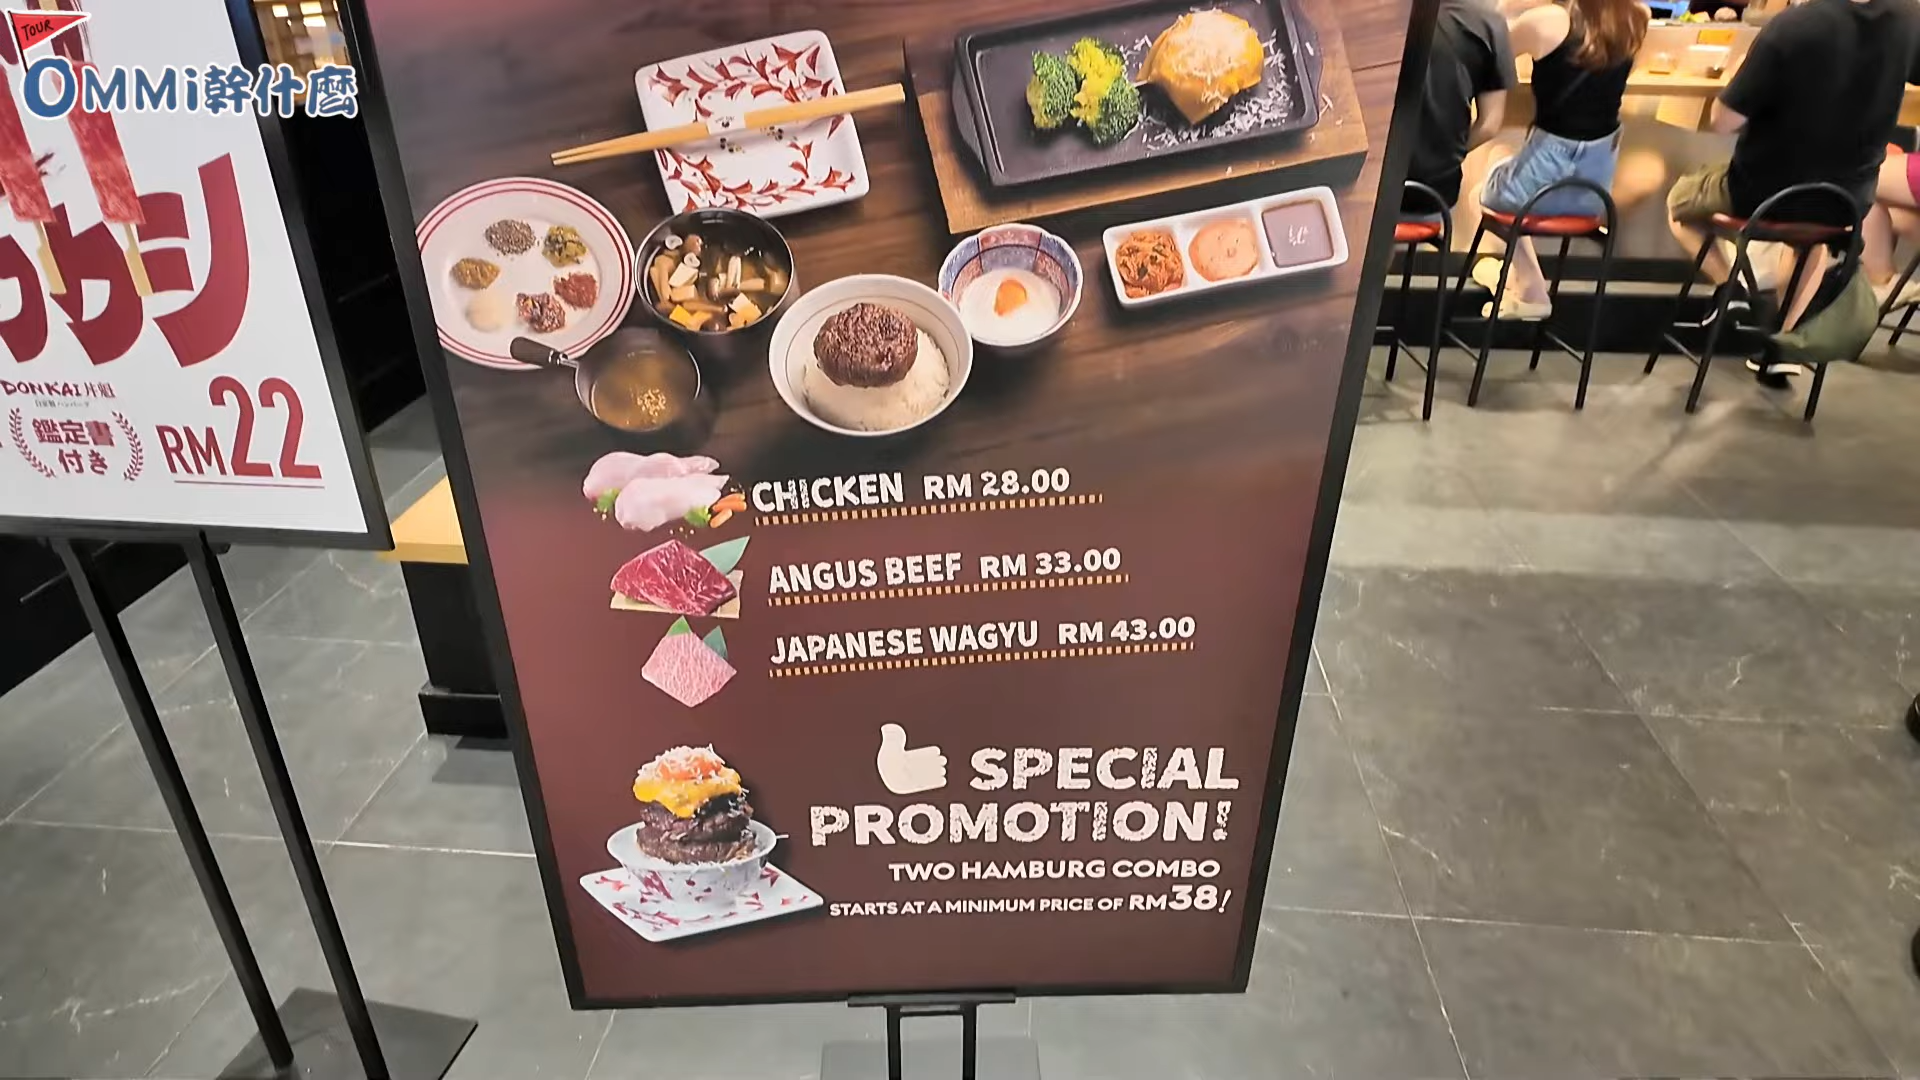 TOUR
OMMi幹什麼
DONKAI丼魁
鑑定書
付き
RM22
CHICKEN RM 28.00
ANGUS BEEF RM 33.00
JAPANESE WAGYU RM 43.00
SPECIAL
PROMOTION!
TWO HAMBURG COMBO
STARTS AT A MINIMUM PRICE OF RM38!